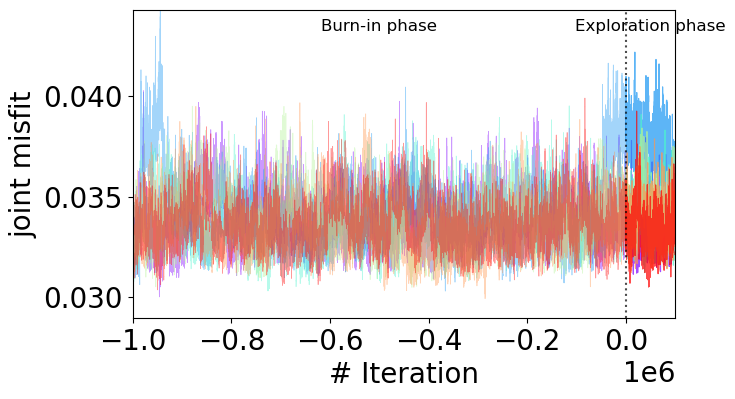 Burn-in phase
Exploration phase
joint misfit
0.040
0.035
0.030
−1.0
−0.8
−0.6
−0.4
−0.2
0.0
1e6
# Iteration